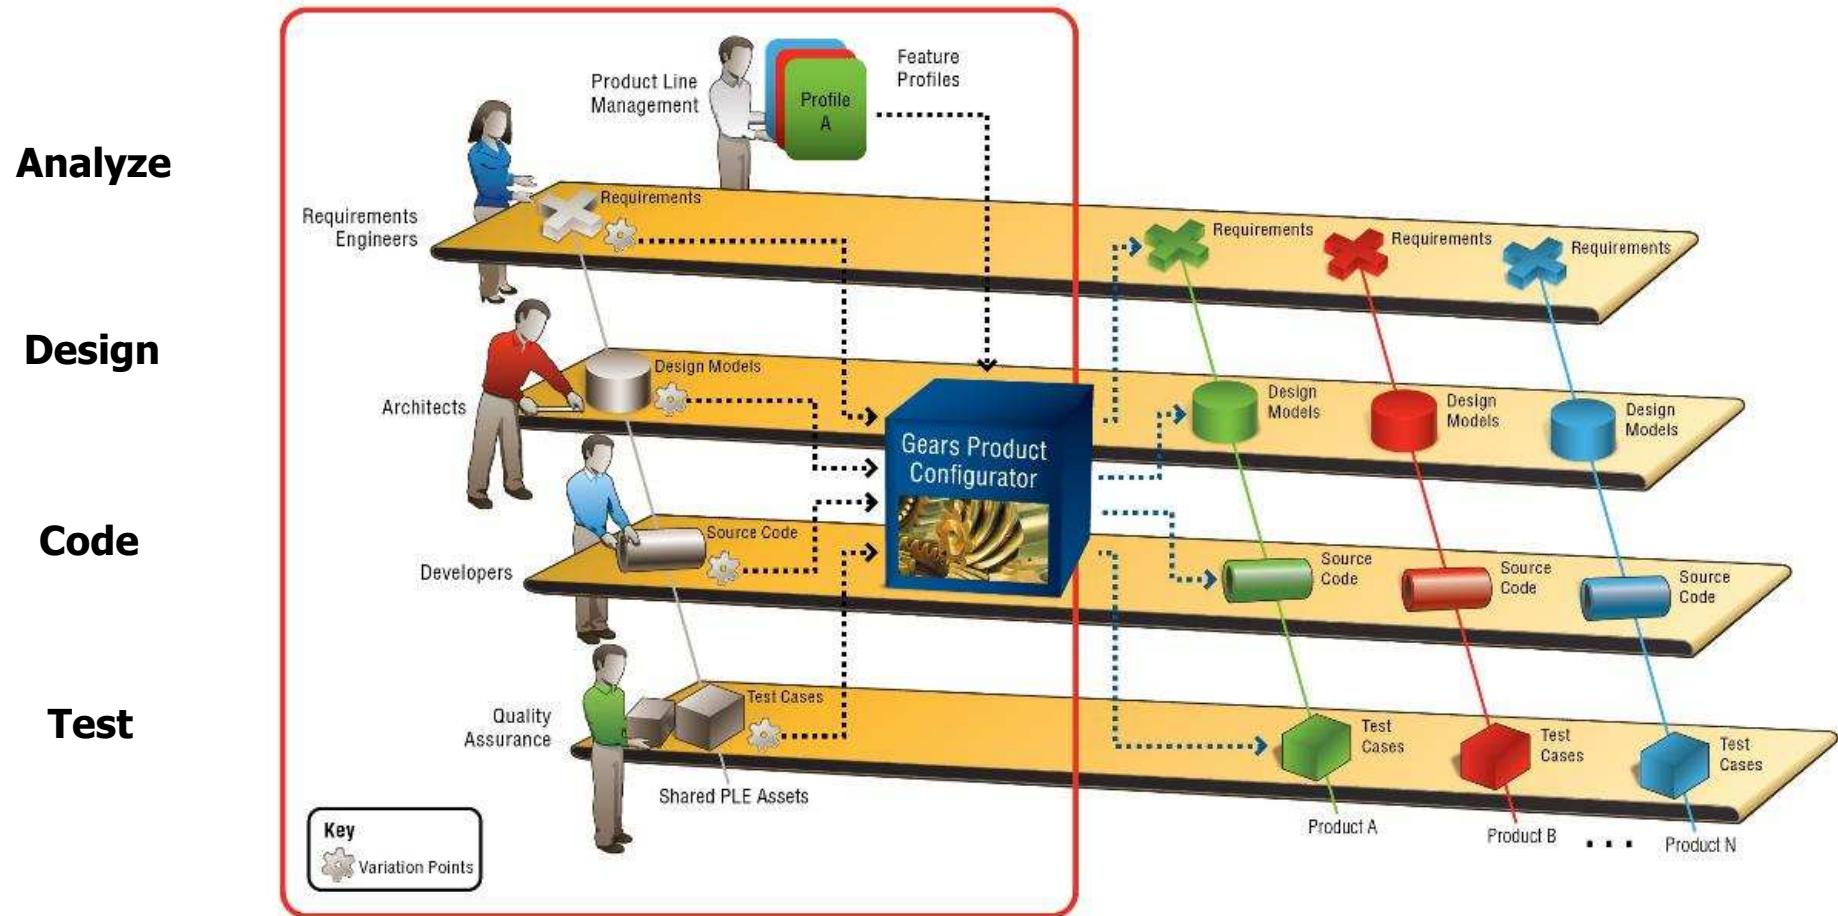 Analyze
Design
Code
Test
Product Line
Management
Profile
A
Feature
Profiles
Requirements
Engineers
Requirements
Requirements
Requirements
Requirements
Architects
Design Models
Gears Product
Configurator
Design
Models
Design
Models
Design
Models
Developers
Source Code
Source
Code
Source
Code
Source
Code
Quality
Assurance
Test Cases
Test
Cases
Test
Cases
Test
Cases
Shared PLE Assets
Product A
Product B
...
Product N
Key
Variation Points